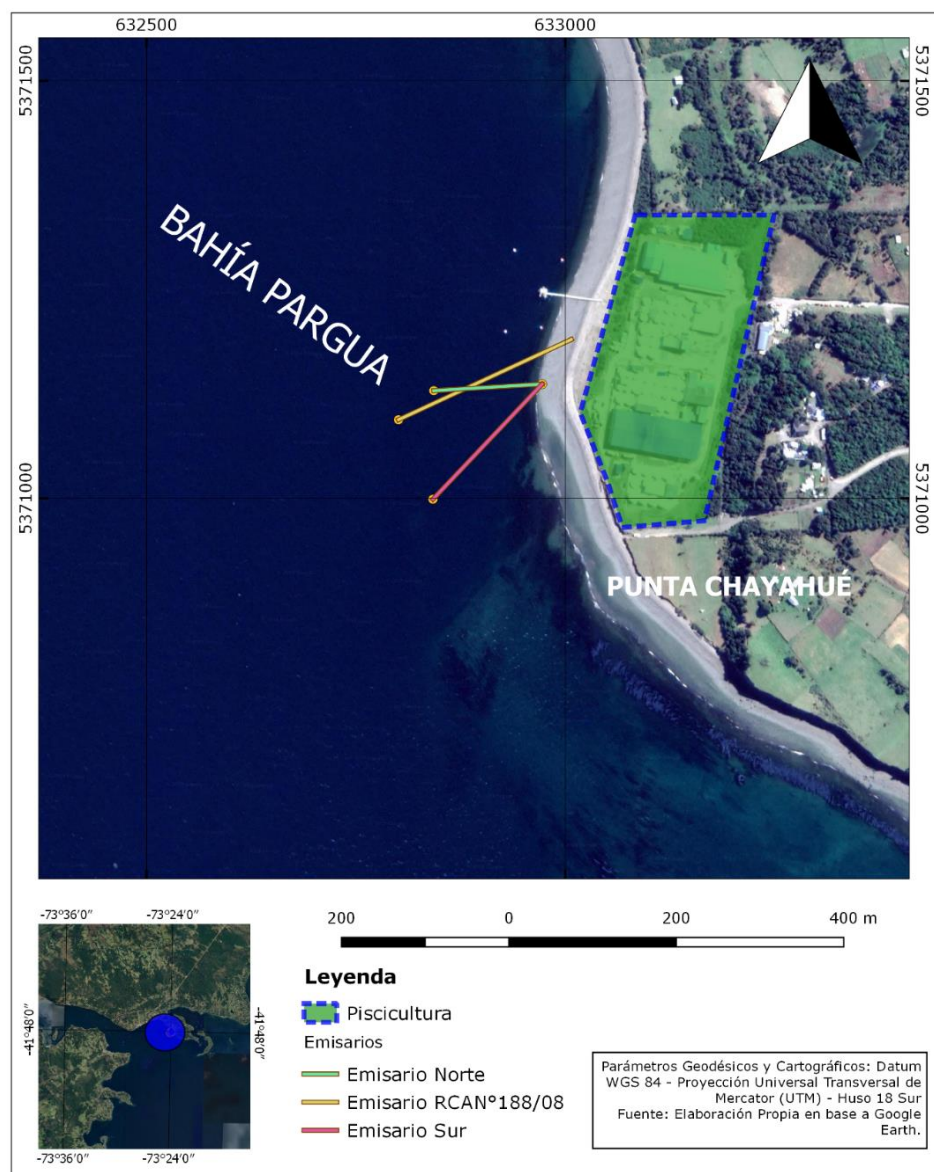 632500
633000
5371500
5371500
BAHÍA PARGUA
5371000
5371000
PUNTA CHAYAHUÉ
200
0
200
400 m
-73°36′0″
-73°24′0″
-41°48′0″
-41°48′0″
-73°36′0″
-73°24′0″
Leyenda
Piscicultura
Emisarios
Emisario Norte
Emisario RCAN°188/08
Emisario Sur
Parámetros Geodésicos y Cartográficos: Datum
WGS 84 - Proyección Universal Transversal de
Mercator (UTM) - Huso 18 Sur
Fuente: Elaboración Propia en base a Google
Earth.